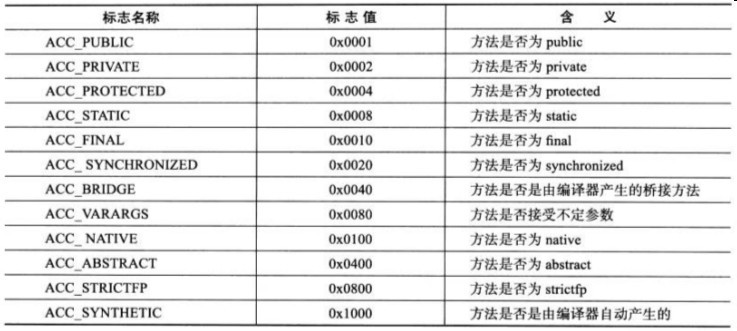 标志名称 标 志 值 含 义
ACC_PUBLIC 0x0001 方法是否为 public
ACC_PRIVATE 0x0002 方法是否为 private
ACC_PROTECTED 0x0004 方法是否为 protected
ACC_STATIC 0x0008 方法是否为 static
ACC_FINAL 0x0010 方法是否为 final
ACC_ SYNCHRONIZED 0x0020 方法是否为 synchronized
ACC_BRIDGE 0x0040 方法是否是由编译器产生的桥接方法
ACC_VARARGS 0x0080 方法是否接受不定参数
ACC_ NATIVE 0x0100 方法是否为 native
ACC_ABSTRACT 0x0400 方法是否为 abstract
ACC_STRICTFP 0x0800 方法是否为 strictfp
ACC_SYNTHETIC 0x1000 方法是否是由编译器自动产生的